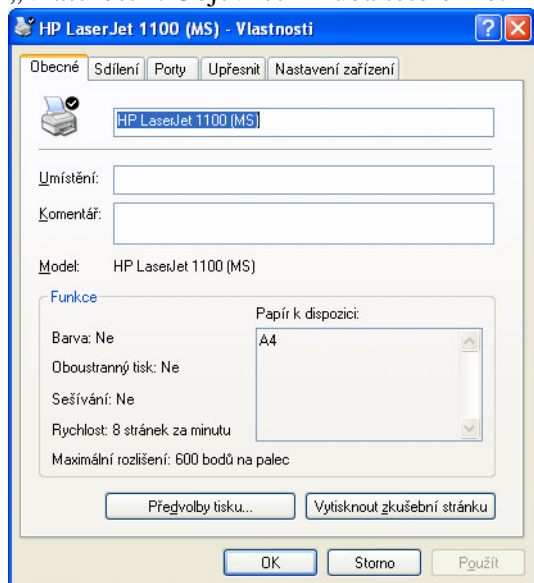 HP LaserJet 1100 (MS) - Vlastnosti
Obecné Sdílení Porty Upřesnit Nastavení zařízení
HP LaserJet 1100 (MS)
Umístění:
Komentář:
Model: HP LaserJet 1100 (MS)
Funkce
Papír k dispozici:
Barva: Ne A4
Oboustranný tisk: Ne
Sešívání: Ne
Rychlost: 8 stránek za minutu
Maximální rozlišení: 600 bodů na palec
Předvolby tisku... Vytisknout zkušební stránku
OK Storno Použít